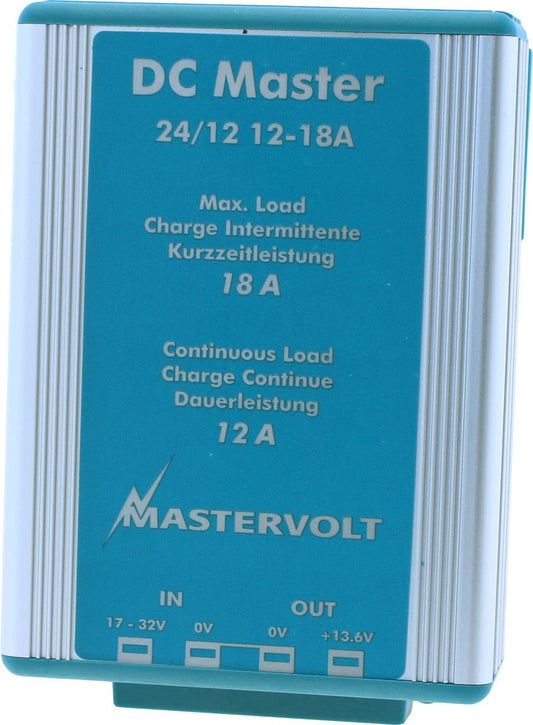 DC Master
24/12 12-18A
Max. Load
Charge Intermittente
Kurzzeitleistung
18 A
Continuous Load
Charge Continue
Dauerleistung
12 A
MASTERVOLT
IN OUT
17 - 32V 0V 0V +13.6V